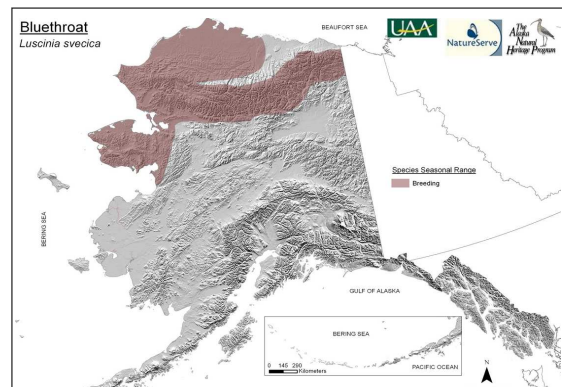 Bluethroat
Luscinia svecica
BEAUFORT SEA
UAA
NatureServe
The
Alaska
Natural
Heritage Program
Species Seasonal Range
Breeding
BERING SEA
GULF OF ALASKA
BERING SEA
0 145 290
Kilometers
PACIFIC OCEAN
N